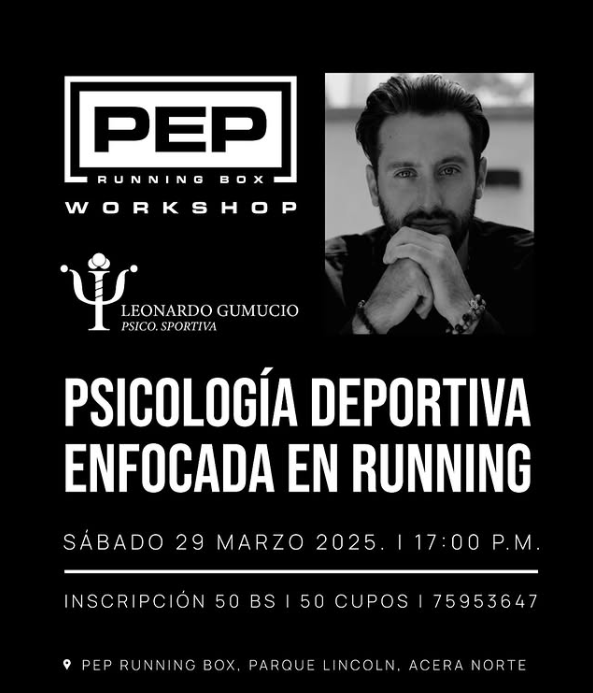 PEP
RUNNING BOX
WORKSHOP
LEONARDO GUMUCIO
PSICO. SPORTIVA
PSICOLOGÍA DEPORTIVA
ENFOCADA EN RUNNING
SÁBADO 29 MARZO 2025. | 17:00 P.M.
INSCRIPCIÓN 50 BS | 50 CUPOS | 75953647
PEP RUNNING BOX, PARQUE LINCOLN, ACERA NORTE